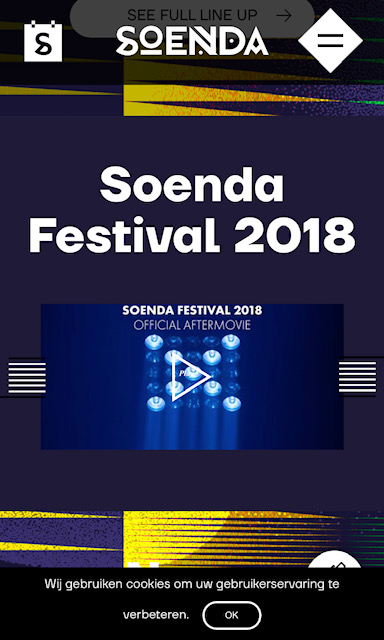 SEE FULL LINE UP
SOENDA
Soenda
Festival 2018
SOENDA FESTIVAL 2018
OFFICIAL AFTERMOVIE
Wij gebruiken cookies om uw gebruikerservaring te
verbeteren. OK